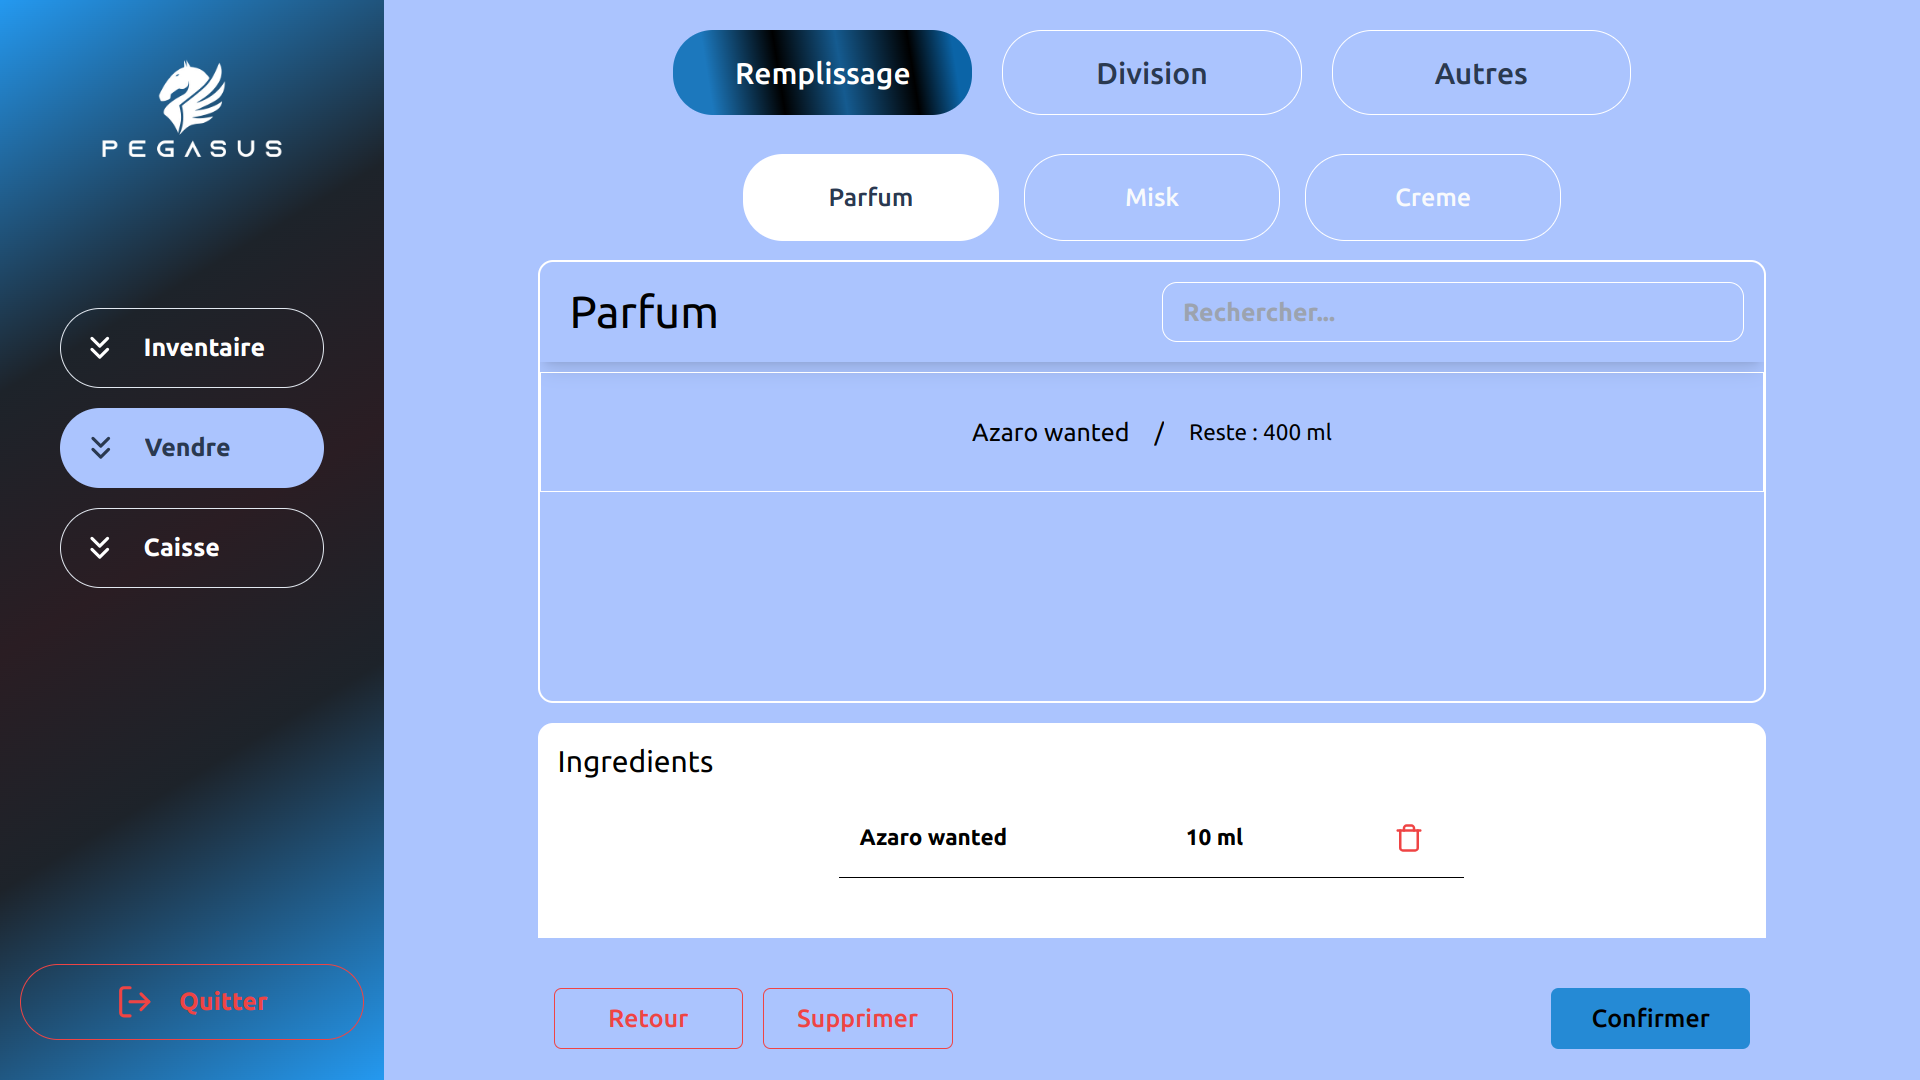 PEGASUS
Inventaire
Vendre
Caisse
Quitter
Remplissage
Division
Autres
Parfum
Misk
Creme
Parfum
Rechercher...
Azaro wanted / Reste : 400 ml
Ingredients
Azaro wanted 10 ml
Retour
Supprimer
Confirmer